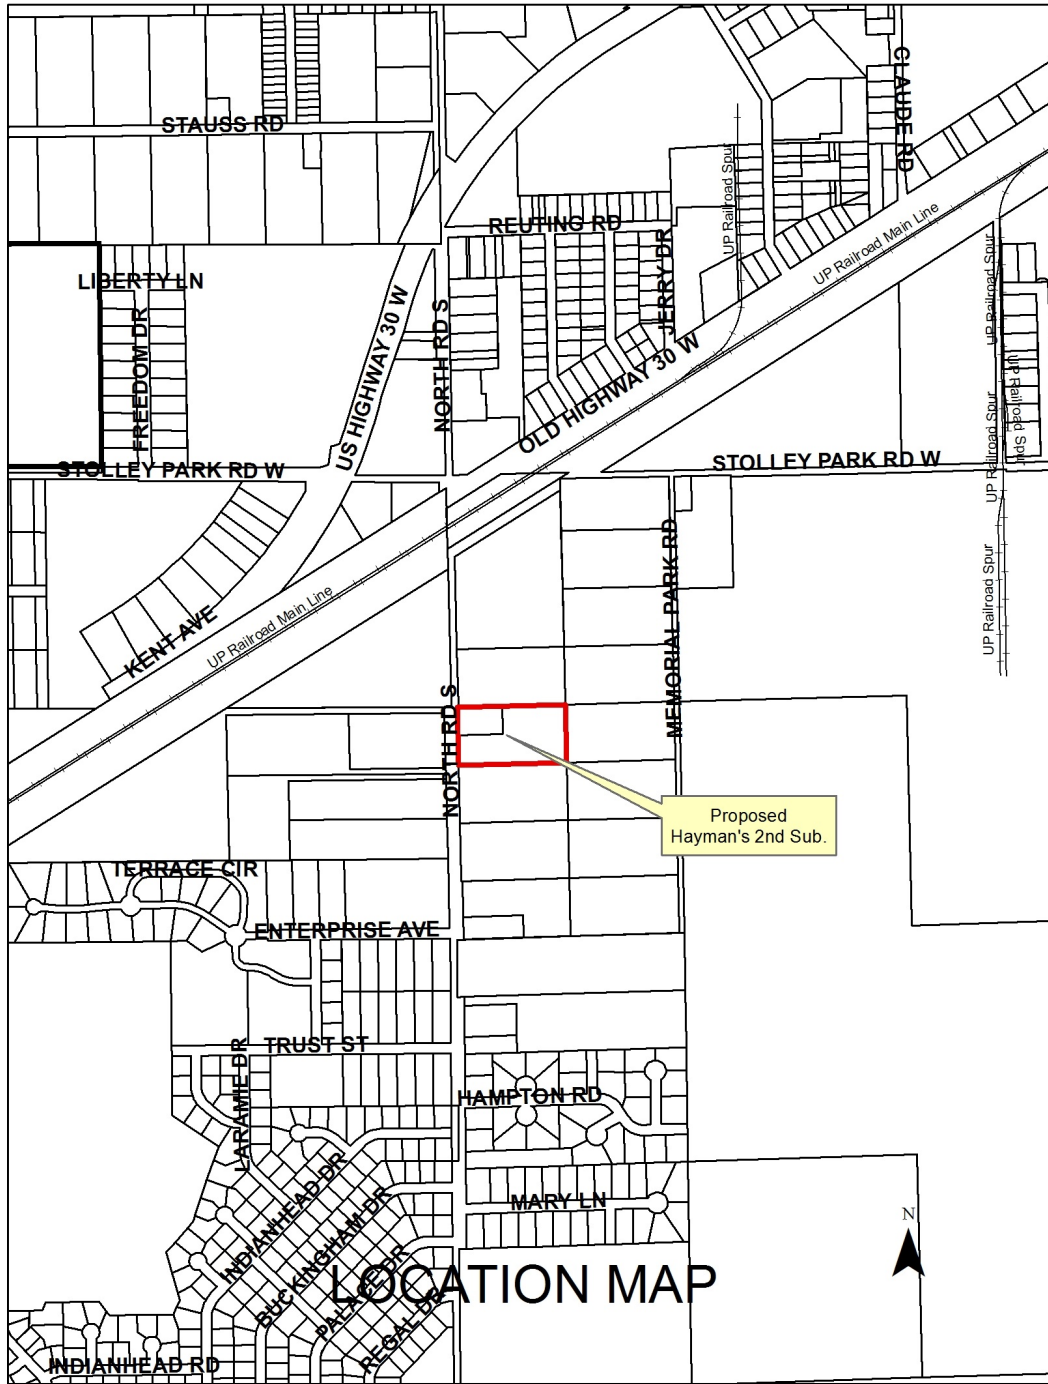 CLAUDE RD
STAUSS RD
UP Railroad Spur
REUTING RD
UP Railroad Main Line
JERRY DR
LIBERTY LN
UP Railroad Spur
FREEDOM DR
US HIGHWAY 30 W
NORTH RD S
OLD HIGHWAY 30 W
UP Railroad Spur
UP Railroad Spur
STOLLEY PARK RD W
STOLLEY PARK RD W
MEMORIAL PARK RD
UP Railroad Spur
KENT AVE
UP Railroad Main Line
NORTH RD S
Proposed
Hayman's 2nd Sub.
TERRACE CIR
ENTERPRISE AVE
TRUST ST
LARAMIE DR
HAMPTON RD
INDIANHEAD DR
BUCKINGHAM DR
MARY LN
N
PALACE DR
LOCATION MAP
REGAL DR
INDIANHEAD RD